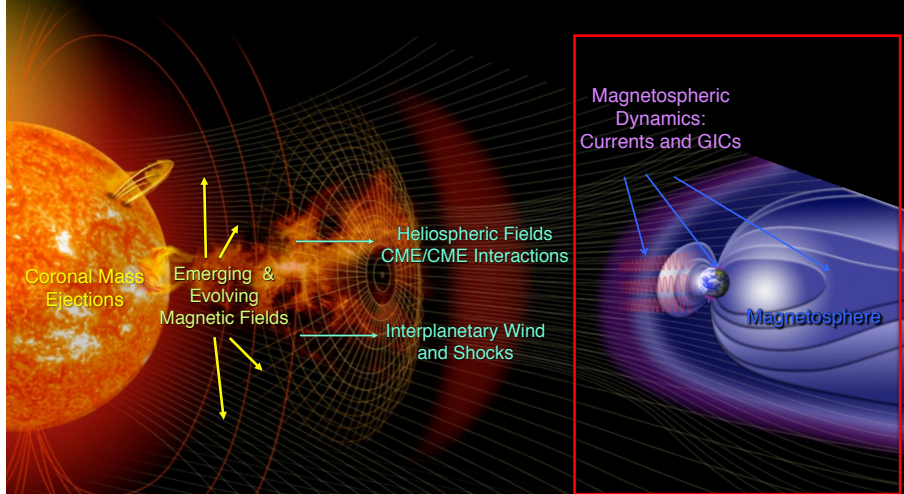 Magnetospheric
Dynamics:
Currents and GICs
Heliospheric Fields
CME/CME Interactions
Coronal Mass
Ejections
Emerging & 
Evolving
Magnetic Fields
Interplanetary Wind
and Shocks
Magnetosphere